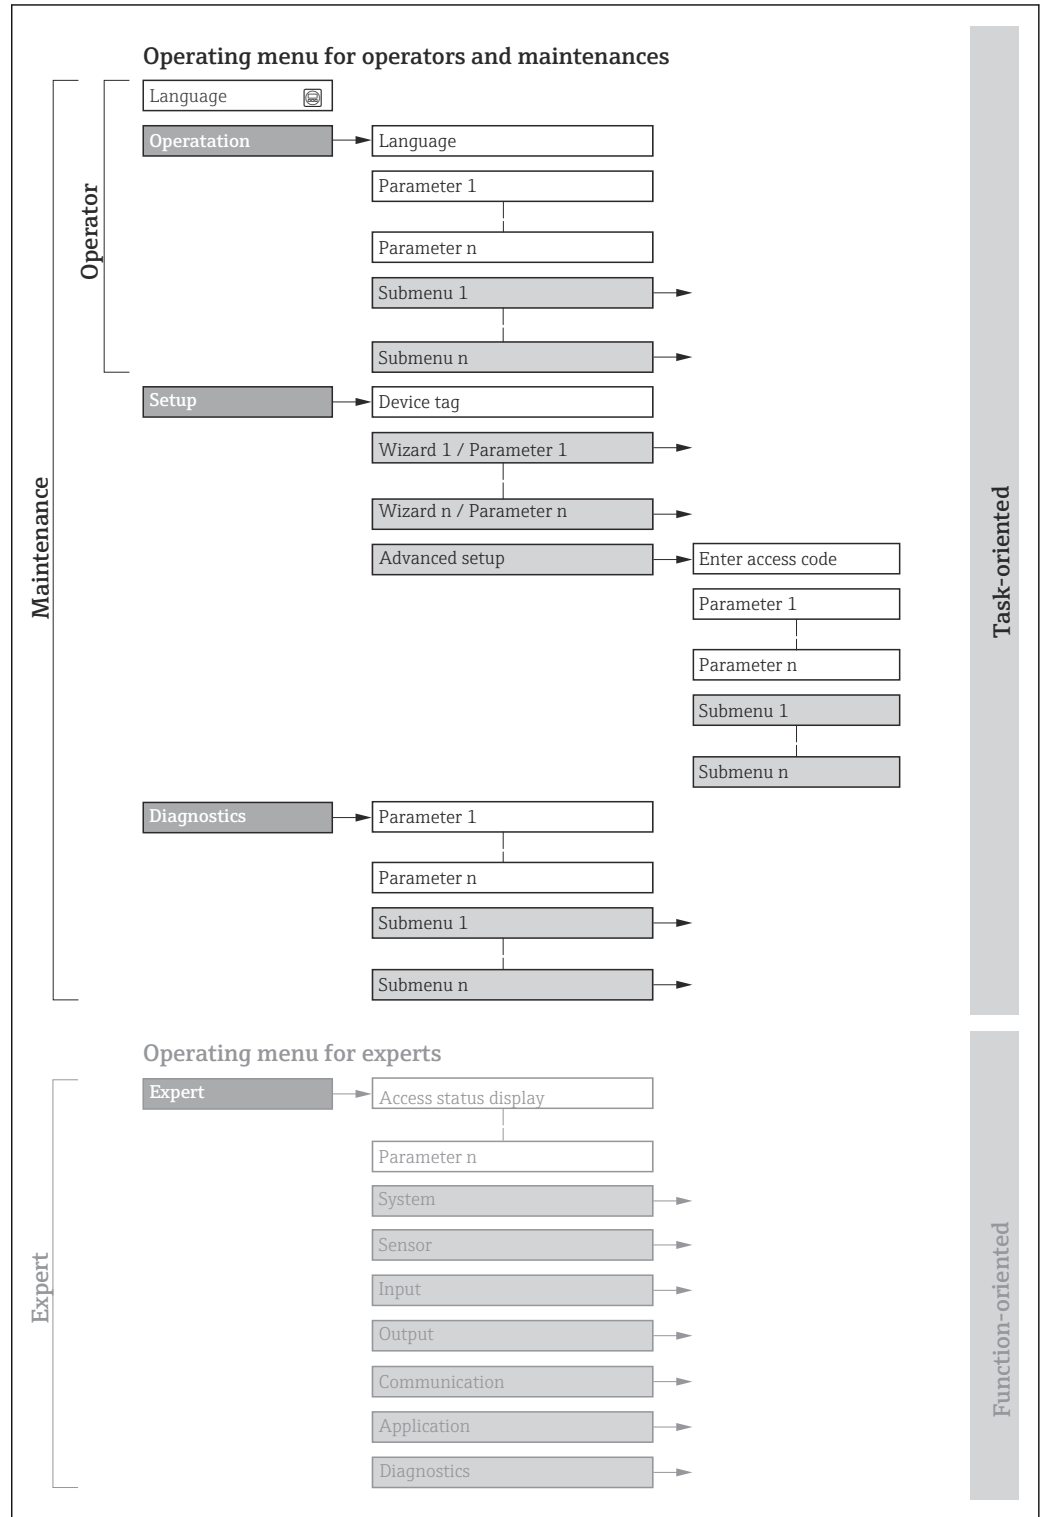 Operating menu for operators and maintenances
Language
Operatation
Language
Parameter 1
Parameter n
Submenu 1
Submenu n
Operator
Setup
Device tag
Wizard 1 / Parameter 1
Wizard n / Parameter n
Advanced setup
Enter access code
Parameter 1
Parameter n
Submenu 1
Submenu n
Maintenance
Task-oriented
Diagnostics
Parameter 1
Parameter n
Submenu 1
Submenu n
Operating menu for experts
Expert
Access status display
Parameter n
System
Sensor
Input
Output
Communication
Application
Diagnostics
Expert
Function-oriented